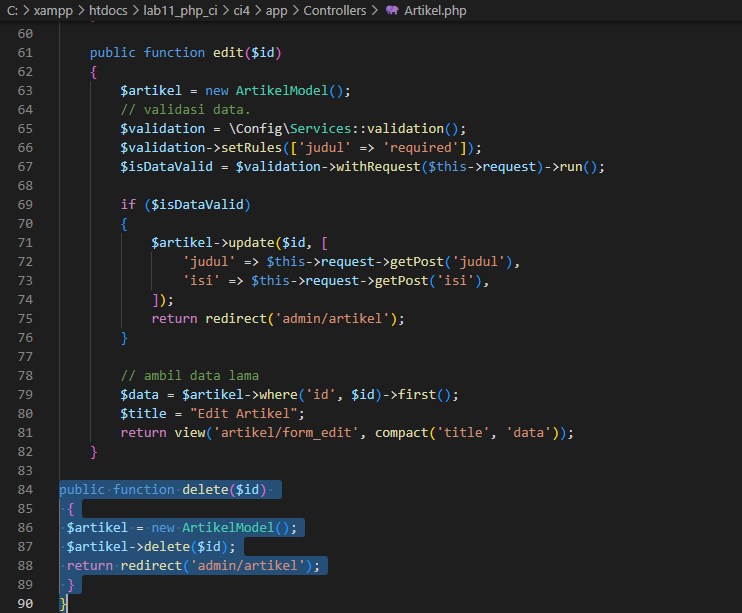 C: > xampp > htdocs > lab11_php_ci > ci4 > app > Controllers > Artikel.php
60
61 public function edit($id)
62 {
63 $artikel = new ArtikelModel();
64 // validasi data.
65 $validation = \Config\Services::validation();
66 $validation->setRules(['judul' => 'required']);
67 $isDataValid = $validation->withRequest($this->request)->run();
68
69 if ($isDataValid)
70 {
71 $artikel->update($id, [
72 'judul' => $this->request->getPost('judul'),
73 'isi' => $this->request->getPost('isi'),
74 ]);
75 return redirect('admin/artikel');
76 }
77
78 // ambil data lama
79 $data = $artikel->where('id', $id)->first();
80 $title = "Edit Artikel";
81 return view('artikel/form_edit', compact('title', 'data'));
82 }
83
84 public function delete($id)
85 {
86 $artikel = new ArtikelModel();
87 $artikel->delete($id);
88 return redirect('admin/artikel');
89 }
90 }